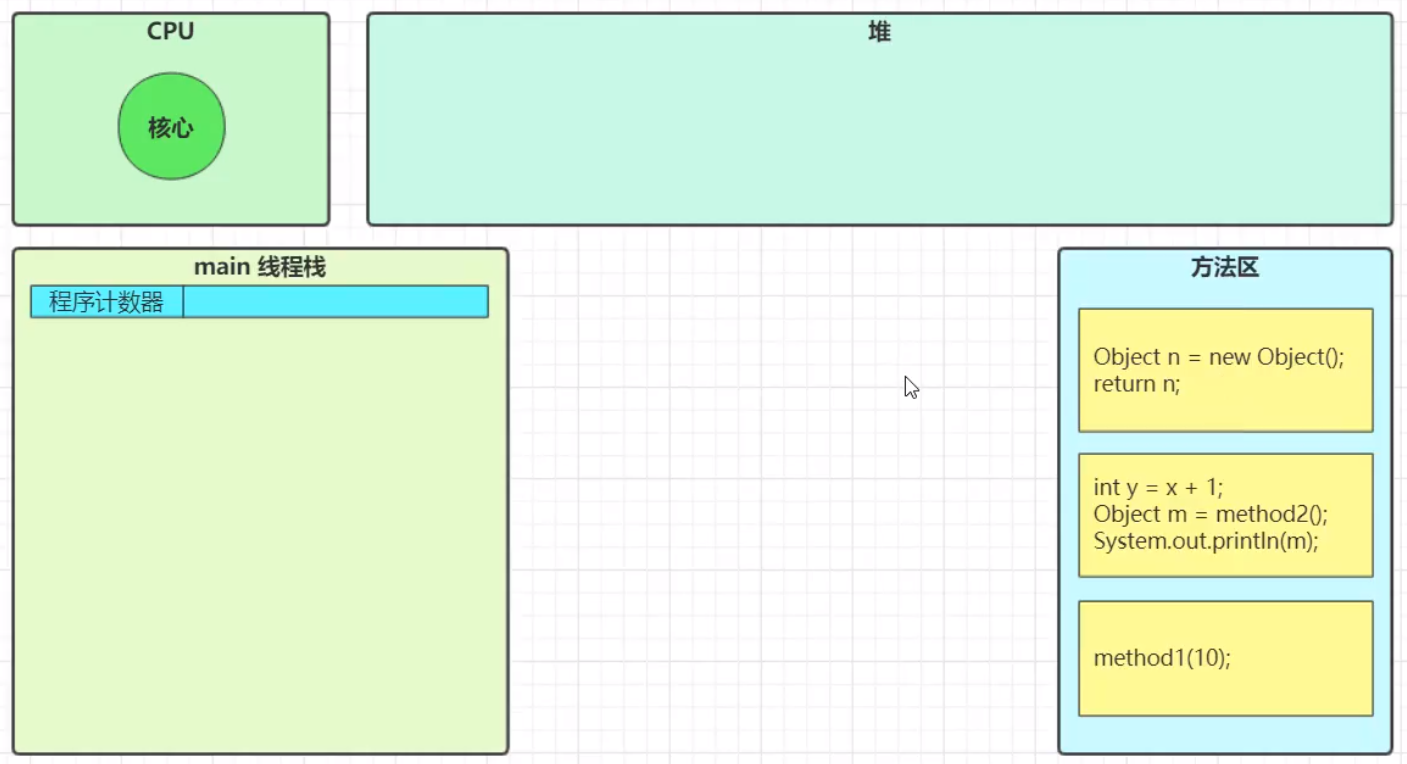 CPU
核心
堆
main 线程栈
程序计数器
方法区
Object n = new Object();
return n;
int y = x + 1;
Object m = method2();
System.out.println(m);
method1(10);